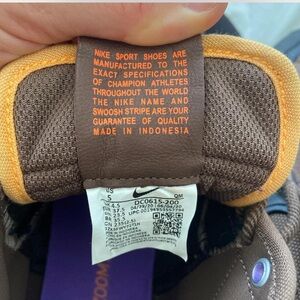 NIKE SPORT SHOES ARE
MANUFACTURED TO THE
EXACT SPECIFICATIONS
OF CHAMPION ATHLETES
THROUGHOUT THE WORLD
THE NIKE NAME AND
SWOOSH STRIPE ARE YOUR
GUARANTEE OF QUALITY
MADE IN INDONESIA
DC0615-200
ZOOM